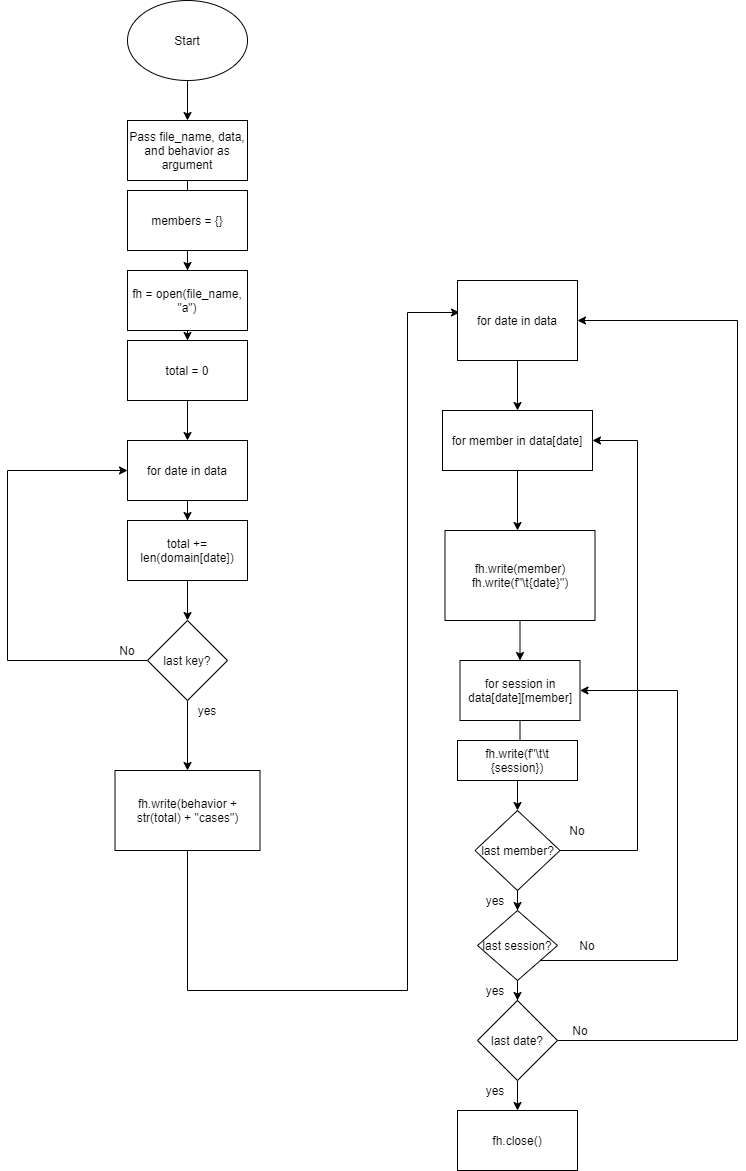 Start
Pass file_name, data,
and behavior as
argument
members = {}
fh = open(file_name,
"a")
total = 0
for date in data
total +=
len(domain[date])
No
last key?
yes
fh.write(behavior +
str(total) + "cases")
for date in data
for member in data[date]
fh.write(member)
fh.write(f"\t{date}")
for session in
data[date][member]
fh.write(f"\t\t
{session})
No
last member?
yes
last session?
No
yes
No
last date?
yes
fh.close()